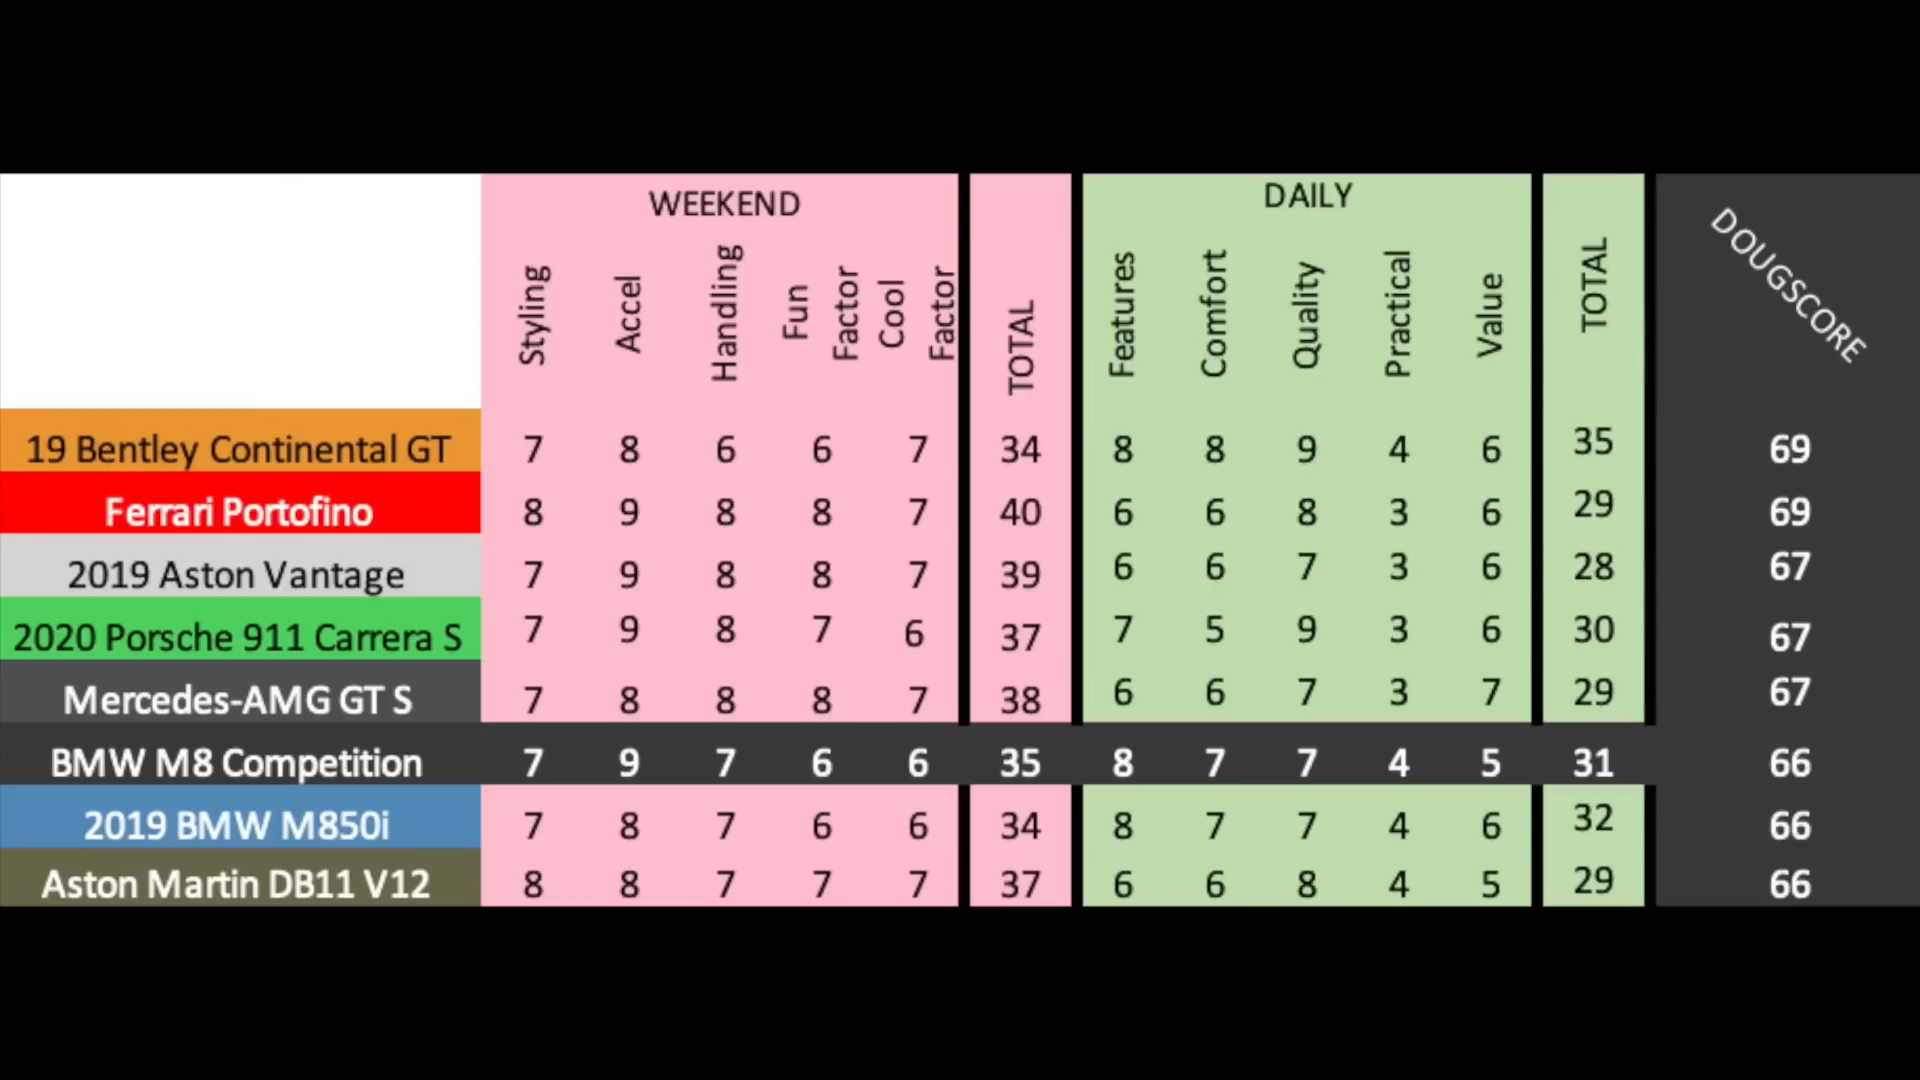 WEEKEND DAILY
Styling Accel Handling Fun Factor Cool Factor TOTAL Features Comfort Quality Practical Value TOTAL DOUGSCORE
19 Bentley Continental GT 7 8 6 6 7 34 8 8 9 4 6 35 69
Ferrari Portofino 8 9 8 8 7 40 6 6 8 3 6 29 69
2019 Aston Vantage 7 9 8 8 7 39 6 6 7 3 6 28 67
2020 Porsche 911 Carrera S 7 9 8 7 6 37 7 5 9 3 6 30 67
Mercedes-AMG GT S 7 8 8 8 7 38 6 6 7 3 7 29 67
BMW M8 Competition 7 9 7 6 6 35 8 7 7 4 5 31 66
2019 BMW M850i 7 8 7 6 6 34 8 7 7 4 6 32 66
Aston Martin DB11 V12 8 8 7 7 7 37 6 6 8 4 5 29 66